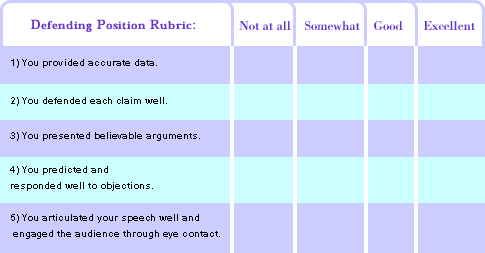 Defending Position Rubric: Not at all Somewhat Good Excellent
1) You provided accurate data.
2) You defended each claim well.
3) You presented believable arguments.
4) You predicted and
responded well to objections.
5) You articulated your speech well and
engaged the audience through eye contact.